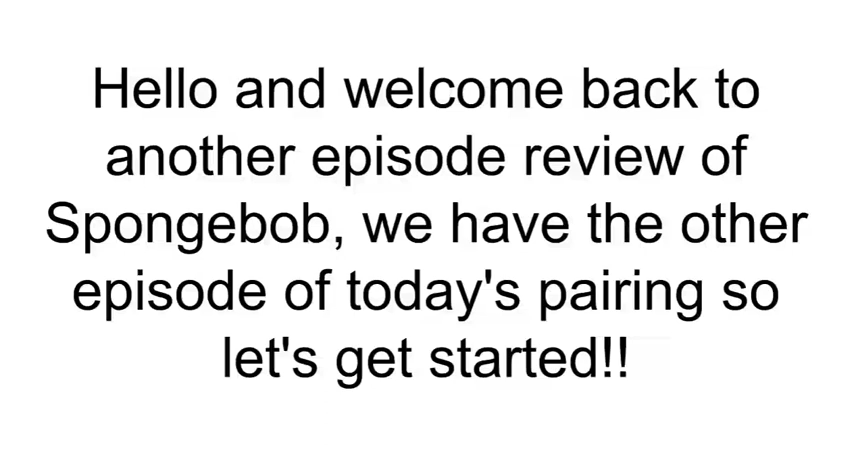 Hello and welcome back to
another episode review of
Spongebob, we have the other
episode of today's pairing so
let's get started!!